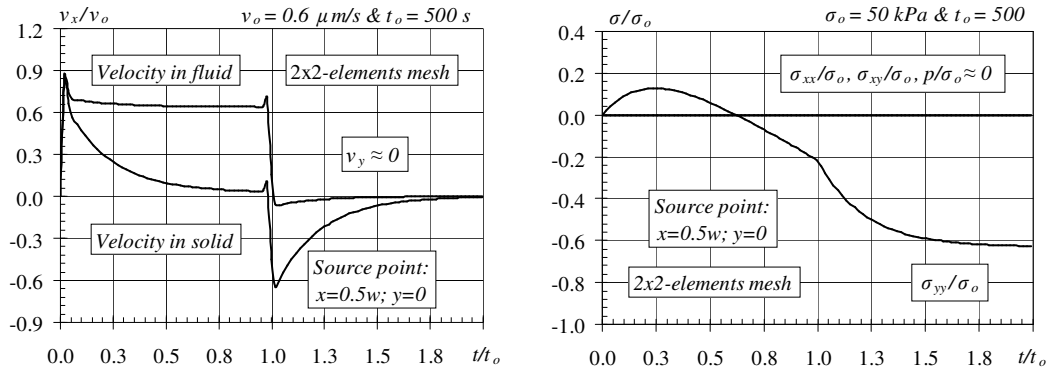 v_x/v_o
v_o = 0.6 μm/s & t_o = 500 s
1.2
0.9
0.6
0.3
0.0
-0.3
-0.6
-0.9
Velocity in fluid
2x2-elements mesh
v_y ≈ 0
Velocity in solid
Source point:
x=0.5w; y=0
0.0 0.3 0.5 0.8 1.0 1.3 1.5 1.8 t/t_o
σ/σ_o
σ_o = 50 kPa & t_o = 500
0.4
0.2
0.0
-0.2
-0.4
-0.6
-0.8
-1.0
σ_xx/σ_o, σ_xy/σ_o, p/σ_o ≈ 0
Source point:
x=0.5w; y=0
2x2-elements mesh
σ_yy/σ_o
0.0 0.3 0.5 0.8 1.0 1.3 1.5 1.8 t/t_o